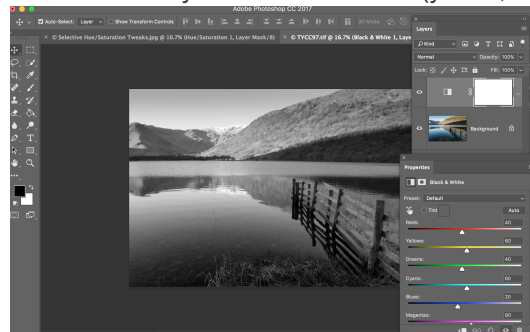 Adobe Photoshop CC 2017
Auto-Select: Layer Show Transform Controls 3D Mode:
× © Selective Hue/Saturation Tweaks.jpg @ 16.7% (Hue/Saturation 1, Layer Mask/8) × © TYCC97.tif @ 16.7% (Black & White 1, Laye
Layers
Kind
Normal Opacity: 100%
Lock: Fill: 100%
Background
Properties
Black & White
Preset: Default
Tint Auto
Reds: 40
Yellows: 60
Greens: 40
Cyans: 60
Blues: 20
Magentas: 80